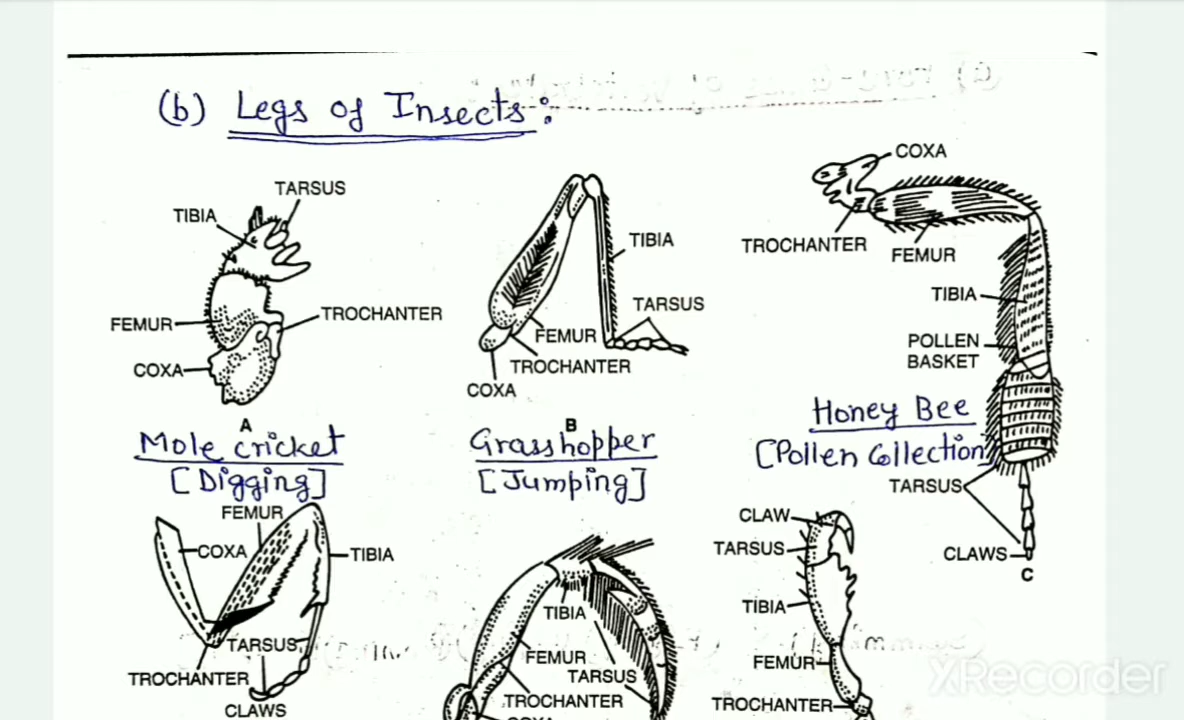 (b) Legs of Insects:
TARSUS
TIBIA
FEMUR
TROCHANTER
COXA
A
Mole cricket
[Digging]
TIBIA
TARSUS
FEMUR
TROCHANTER
COXA
B
Grasshopper
[Jumping]
COXA
TROCHANTER
FEMUR
TIBIA
POLLEN
BASKET
Honey Bee
[Pollen Collection]
TARSUS
CLAWS
C
FEMUR
COXA
TIBIA
TARSUS
TROCHANTER
CLAWS
TIBIA
FEMUR
TARSUS
TROCHANTER
COXA
CLAW
TARSUS
TIBIA
FEMUR
TROCHANTER
XRecorder